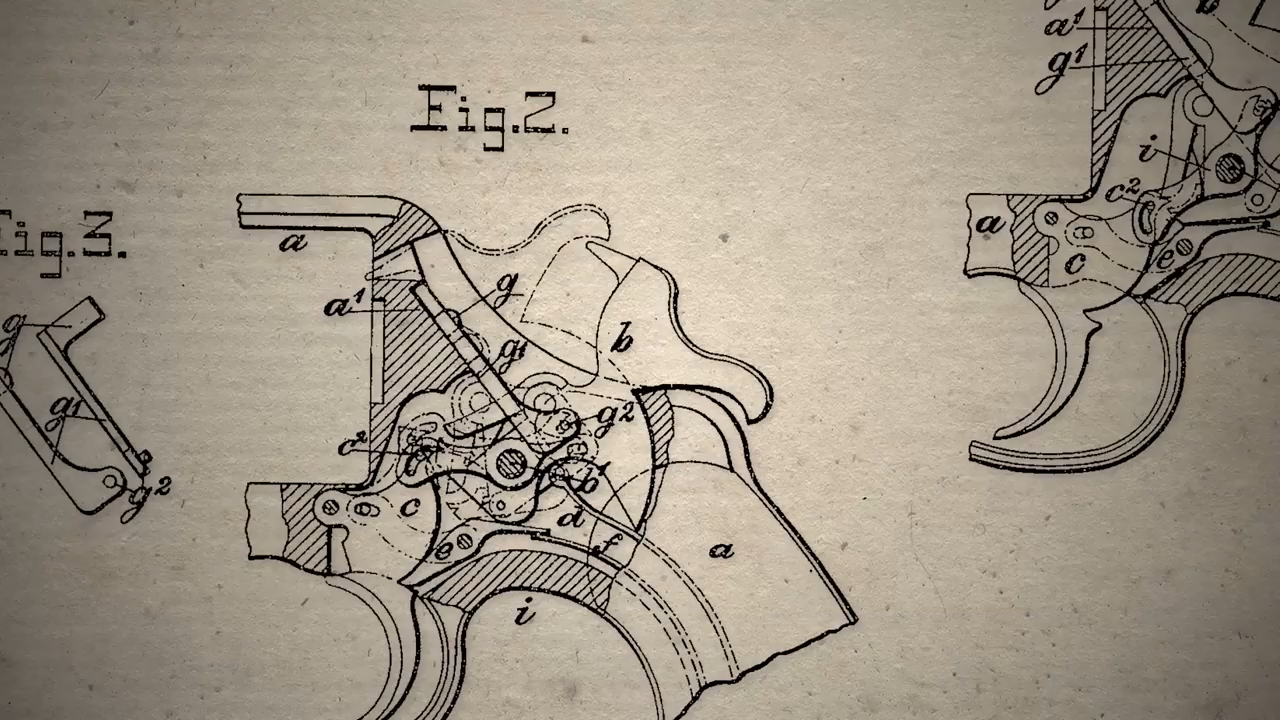 Fig. 2.
Fig. 3.
a
a¹
g
g¹
b
g²
c²
b¹
c
d
e
f
a
i
g
g¹
g²
a¹
g¹
b
i
c²
a
c
e